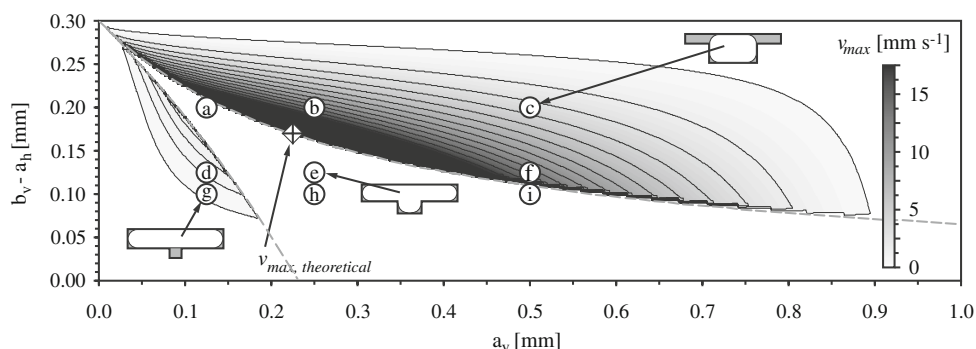 0.30
0.25
0.20
0.15
0.10
0.05
0.00
b_v - a_h [mm]
v_max [mm s⁻¹]
15
10
5
0
a b c
d e f
g h i
v_max, theoretical
0.0 0.1 0.2 0.3 0.4 0.5 0.6 0.7 0.8 0.9 1.0
a_v [mm]